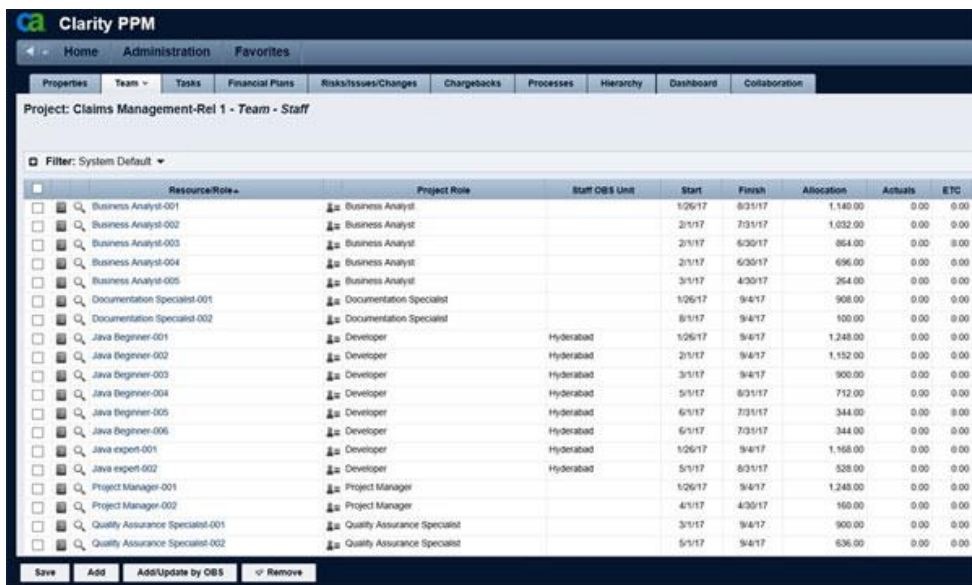 ca Clarity PPM
Home Administration Favorites
Properties Team Tasks Financial Plans Risks/Issues/Changes Chargebacks Processes Hierarchy Dashboard Collaboration
Project: Claims Management-Rel 1 - Team - Staff
Filter: System Default
Resource/Role Project Role Staff OBS Unit Start Finish Allocation Actuals ETC
Business Analyst-001 Business Analyst 1/26/17 8/31/17 1,140.00 0.00 0.00
Business Analyst-002 Business Analyst 2/1/17 7/31/17 1,032.00 0.00 0.00
Business Analyst-003 Business Analyst 2/1/17 6/30/17 864.00 0.00 0.00
Business Analyst-004 Business Analyst 2/1/17 6/30/17 696.00 0.00 0.00
Business Analyst-005 Business Analyst 3/1/17 4/30/17 264.00 0.00 0.00
Documentation Specialist-001 Documentation Specialist 1/26/17 9/4/17 908.00 0.00 0.00
Documentation Specialist-002 Documentation Specialist 8/1/17 9/4/17 100.00 0.00 0.00
Java Beginner-001 Developer Hyderabad 1/26/17 9/4/17 1,248.00 0.00 0.00
Java Beginner-002 Developer Hyderabad 2/1/17 9/4/17 1,152.00 0.00 0.00
Java Beginner-003 Developer Hyderabad 3/1/17 9/4/17 900.00 0.00 0.00
Java Beginner-004 Developer Hyderabad 5/1/17 8/31/17 712.00 0.00 0.00
Java Beginner-005 Developer Hyderabad 6/1/17 7/31/17 344.00 0.00 0.00
Java Beginner-006 Developer Hyderabad 6/1/17 7/31/17 344.00 0.00 0.00
Java expert-001 Developer Hyderabad 1/26/17 9/4/17 1,168.00 0.00 0.00
Java expert-002 Developer Hyderabad 5/1/17 8/31/17 528.00 0.00 0.00
Project Manager-001 Project Manager 1/26/17 9/4/17 1,248.00 0.00 0.00
Project Manager-002 Project Manager 4/1/17 4/30/17 160.00 0.00 0.00
Quality Assurance Specialist-001 Quality Assurance Specialist 3/1/17 9/4/17 900.00 0.00 0.00
Quality Assurance Specialist-002 Quality Assurance Specialist 5/1/17 9/4/17 636.00 0.00 0.00
Save Add Add/Update by OBS Remove